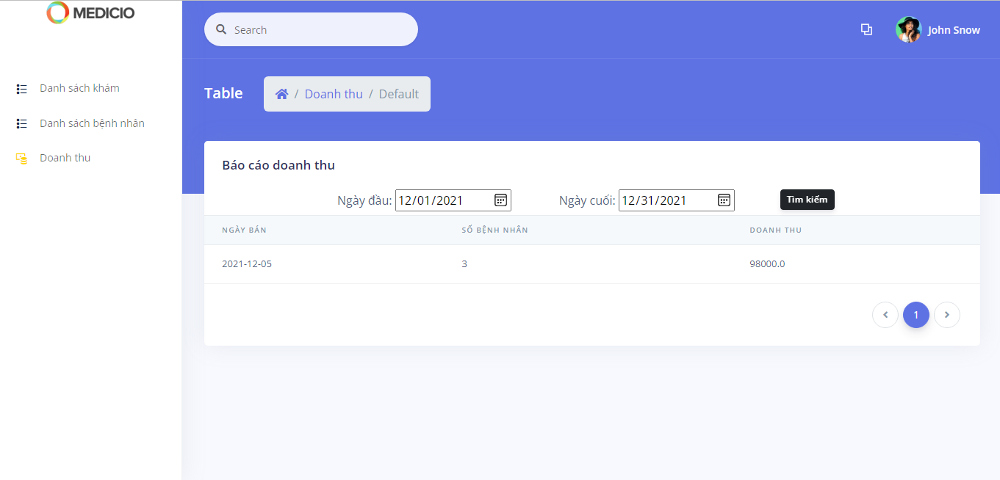 MEDICIO
Search
John Snow
Danh sách khám
Danh sách bệnh nhân
Doanh thu
Table
/ Doanh thu / Default
Báo cáo doanh thu
Ngày đầu: 12/01/2021 Ngày cuối: 12/31/2021 Tìm kiếm
NGÀY BÁN SỐ BỆNH NHÂN DOANH THU
2021-12-05 3 98000.0
1